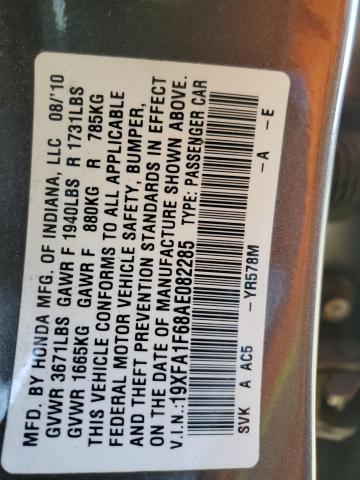 MFD. BY HONDA MFG. OF INDIANA, LLC 08/'10
GVWR 3671LBS GAWR F 1940LBS R 1731LBS
GVWR 1665KG GAWR F 880KG R 785KG
THIS VEHICLE CONFORMS TO ALL APPLICABLE
FEDERAL MOTOR VEHICLE SAFETY, BUMPER,
AND THEFT PREVENTION STANDARDS IN EFFECT
ON THE DATE OF MANUFACTURE SHOWN ABOVE.
V.I.N.:19XFA1F68AE082285 TYPE: PASSENGER CAR
SVK A AC5 -YR578M -A -E